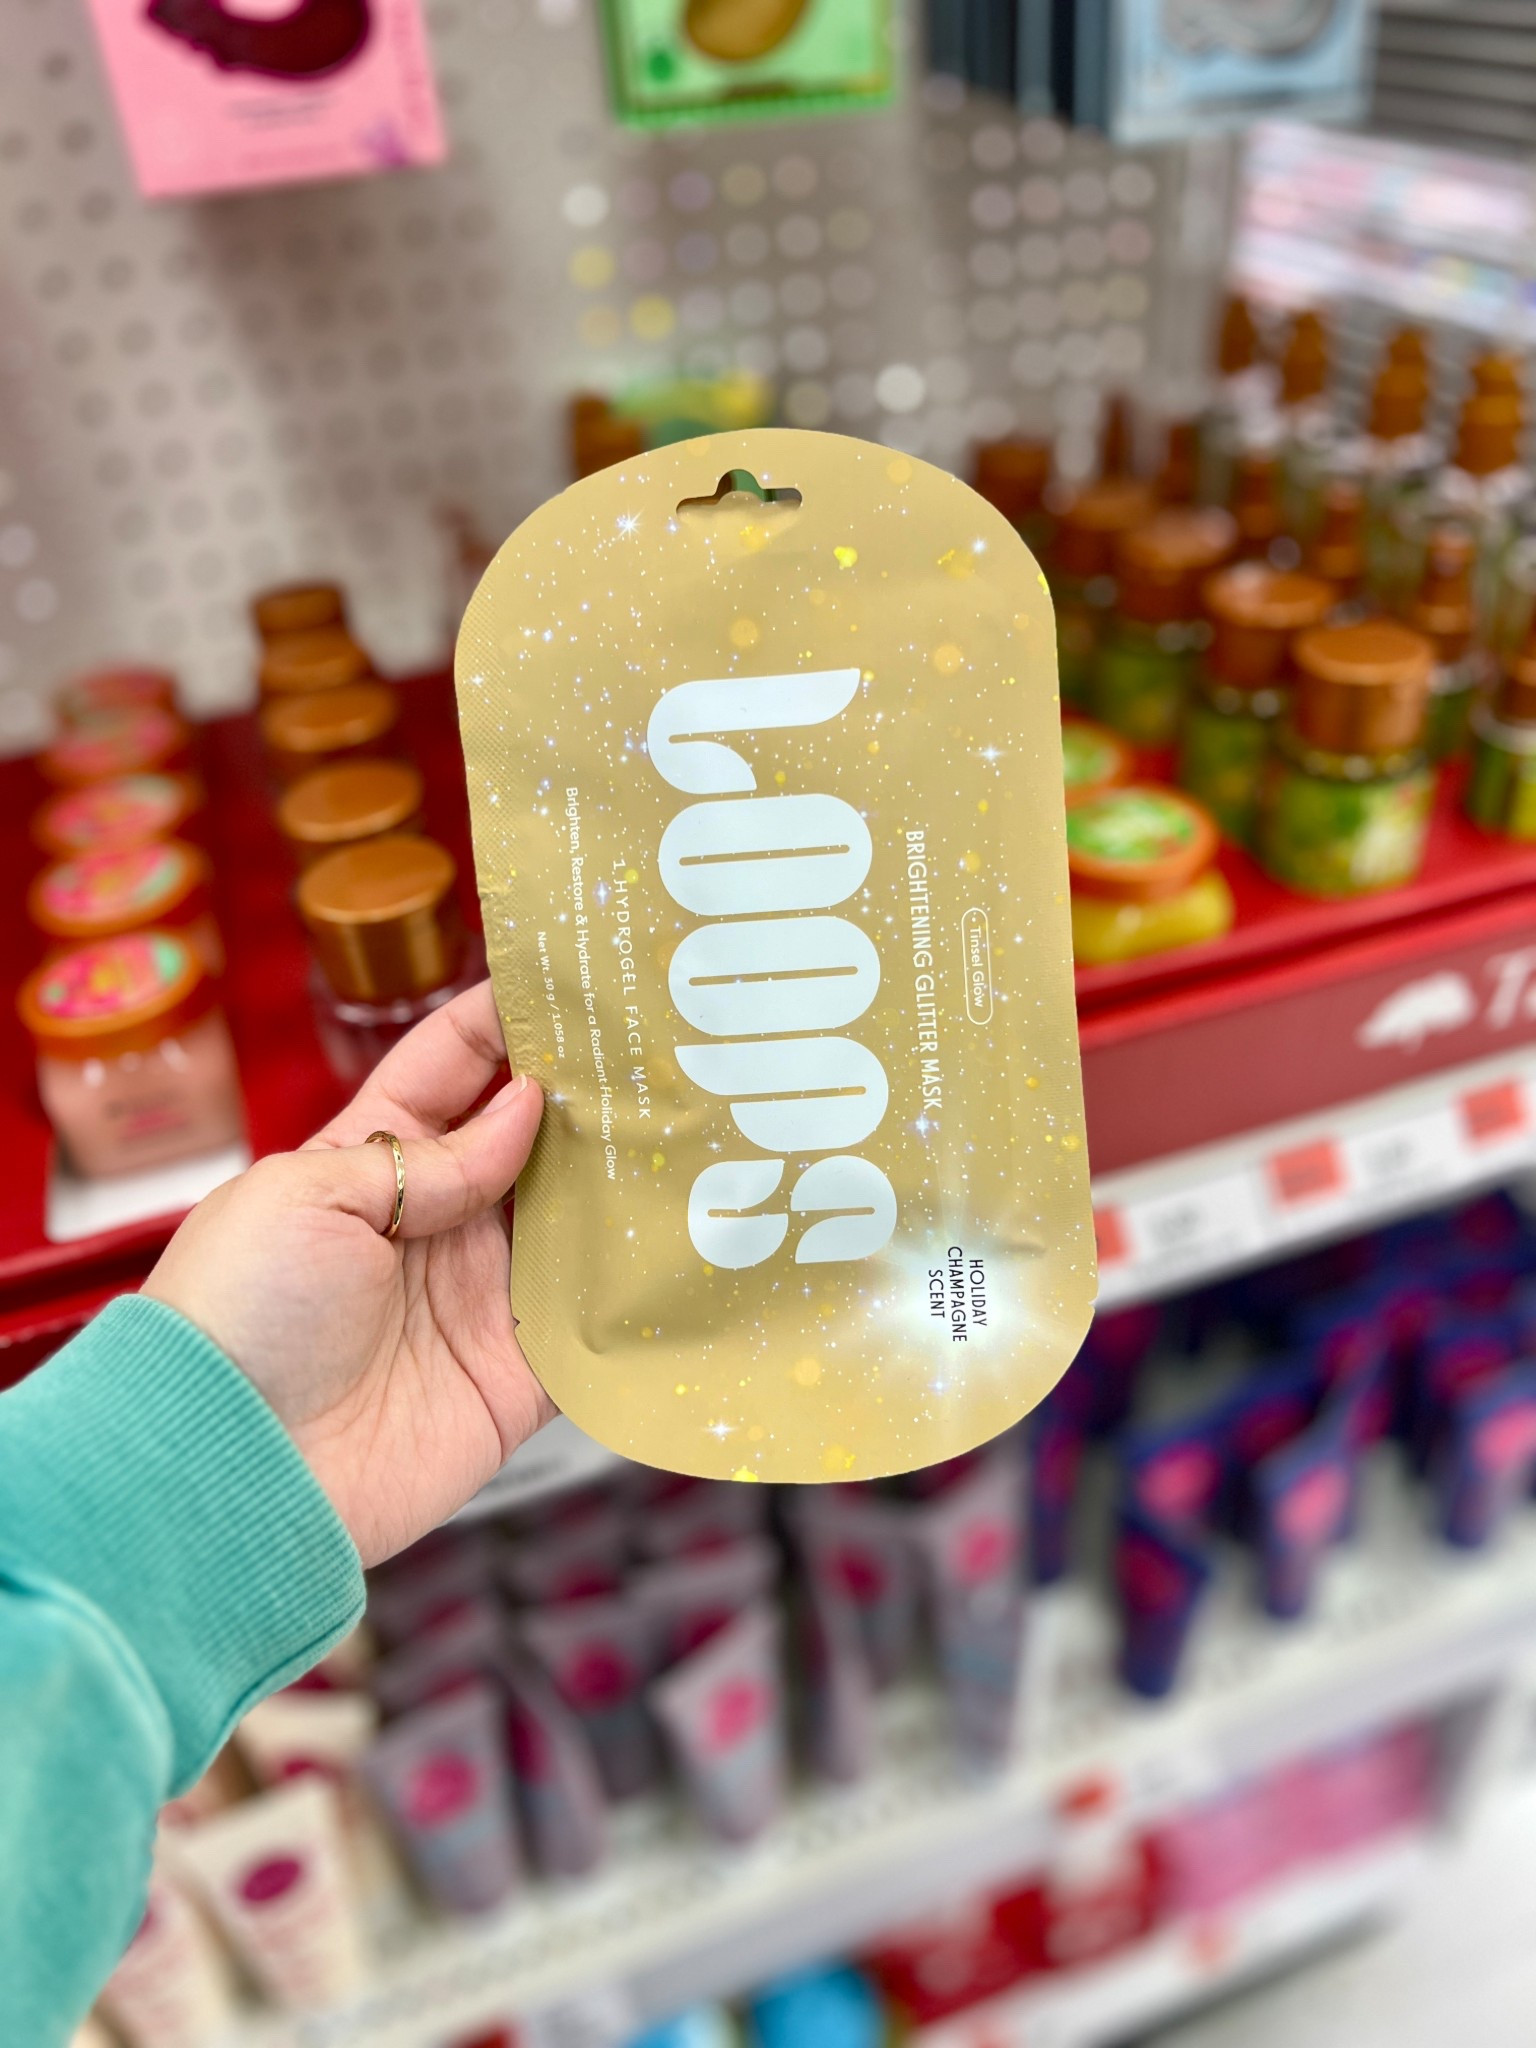 Tinsel Glow
BRIGHTENING GLITTER MASK
LOOPS
1 HYDROGEL FACE MASK
Brighten, Restore & Hydrate for a Radiant Holiday Glow
Net Wt. 30 g / 1.058 oz
HOLIDAY
CHAMPAGNE
SCENT